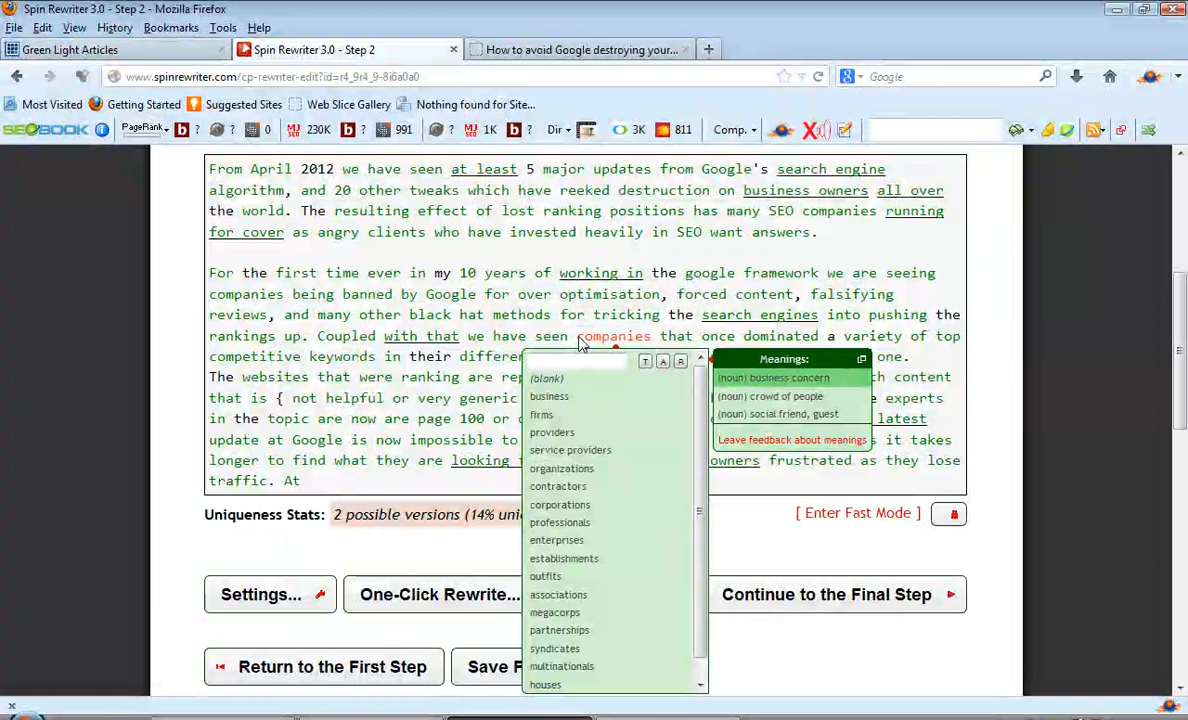 Spin Rewriter 3.0 - Step 2 - Mozilla Firefox
File Edit View History Bookmarks Tools Help
Green Light Articles × Spin Rewriter 3.0 - Step 2 × How to avoid Google destroying your... × +
www.spinrewriter.com/cp-rewriter-edit?id=r4_9r4_9-8i6a0a0 Google
Most Visited Getting Started Suggested Sites Web Slice Gallery Nothing found for Site...
SEOBOOK PageRank ? ? 0 230K ? 991 ? 1K ? Dir 3K 811 Comp.
From April 2012 we have seen at least 5 major updates from Google's search engine
algorithm, and 20 other tweaks which have reeked destruction on business owners all over
the world. The resulting effect of lost ranking positions has many SEO companies running
for cover as angry clients who have invested heavily in SEO want answers.
For the first time ever in my 10 years of working in the google framework we are seeing
companies being banned by Google for over optimisation, forced content, falsifying
reviews, and many other black hat methods for tricking the search engines into pushing the
rankings up. Coupled with that we have seen companies that once dominated a variety of top
competitive keywords in their differe one.
The websites that were ranking are rep ch content
that is { not helpful or very generic experts
in the topic are now are page 100 or latest
update at Google is now impossible to s it takes
longer to find what they are looking owners frustrated as they lose
traffic. At
T A R
(blank)
business
firms
providers
service providers
organizations
contractors
corporations
professionals
enterprises
establishments
outfits
associations
megacorps
partnerships
syndicates
multinationals
houses
Meanings:
(noun) business concern
(noun) crowd of people
(noun) social friend, guest
Leave feedback about meanings
Uniqueness Stats: 2 possible versions (14% uni [ Enter Fast Mode ]
Settings... One-Click Rewrite... Continue to the Final Step
Return to the First Step Save